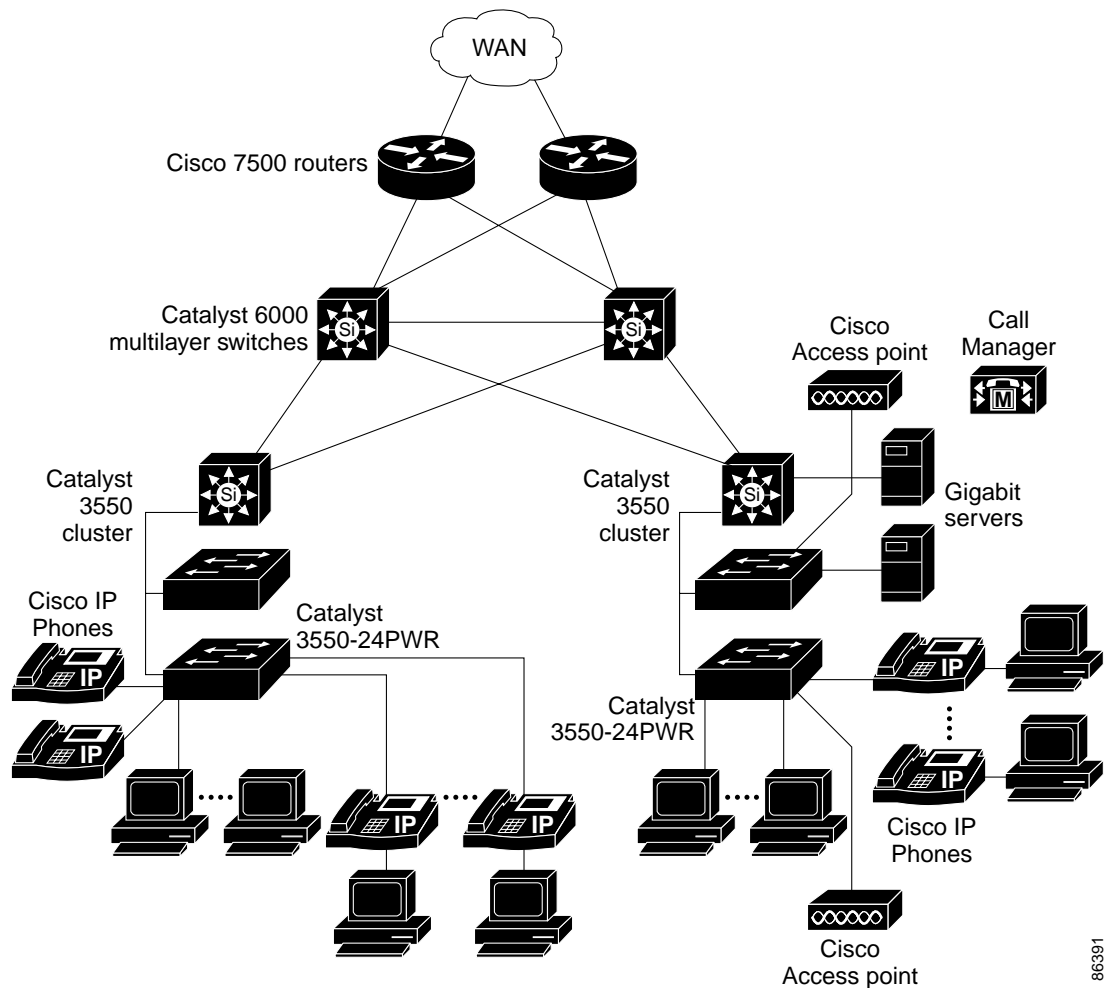 WAN
Cisco 7500 routers
Catalyst 6000
multilayer switches
Si
Si
Cisco
Access point
Call
Manager
M
Catalyst
3550
cluster
Si
Catalyst
3550
cluster
Si
Gigabit
servers
Cisco IP
Phones
Catalyst
3550-24PWR
IP
IP
IP
IP
Catalyst
3550-24PWR
IP
IP
Cisco IP
Phones
Cisco
Access point
86391